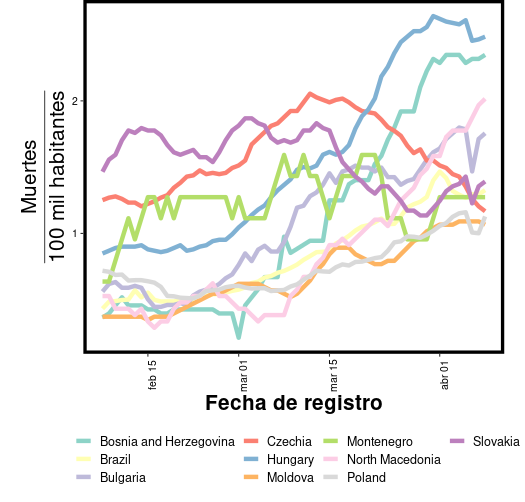 Muertes
100 mil habitantes
2
1
feb 15
mar 01
mar 15
abr 01
Fecha de registro
Bosnia and Herzegovina Czechia Montenegro Slovakia
Brazil Hungary North Macedonia
Bulgaria Moldova Poland